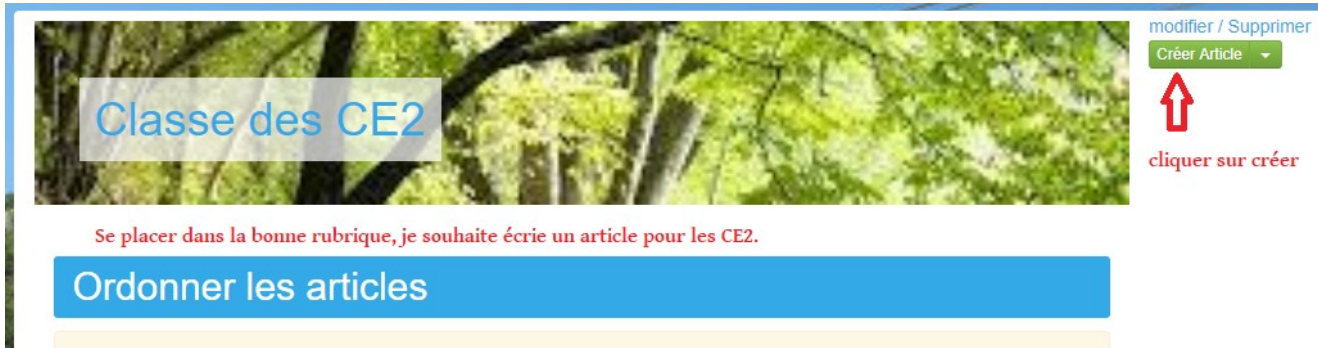 modifier / Supprimer
Créer Article
Classe des CE2
cliquer sur créer
Se placer dans la bonne rubrique, je souhaite écrie un article pour les CE2.
Ordonner les articles